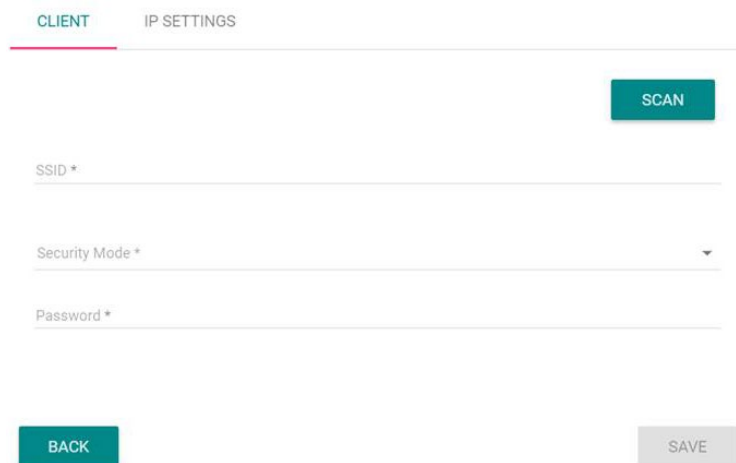 CLIENT IP SETTINGS
SCAN
SSID *
Security Mode *
Password *
BACK SAVE